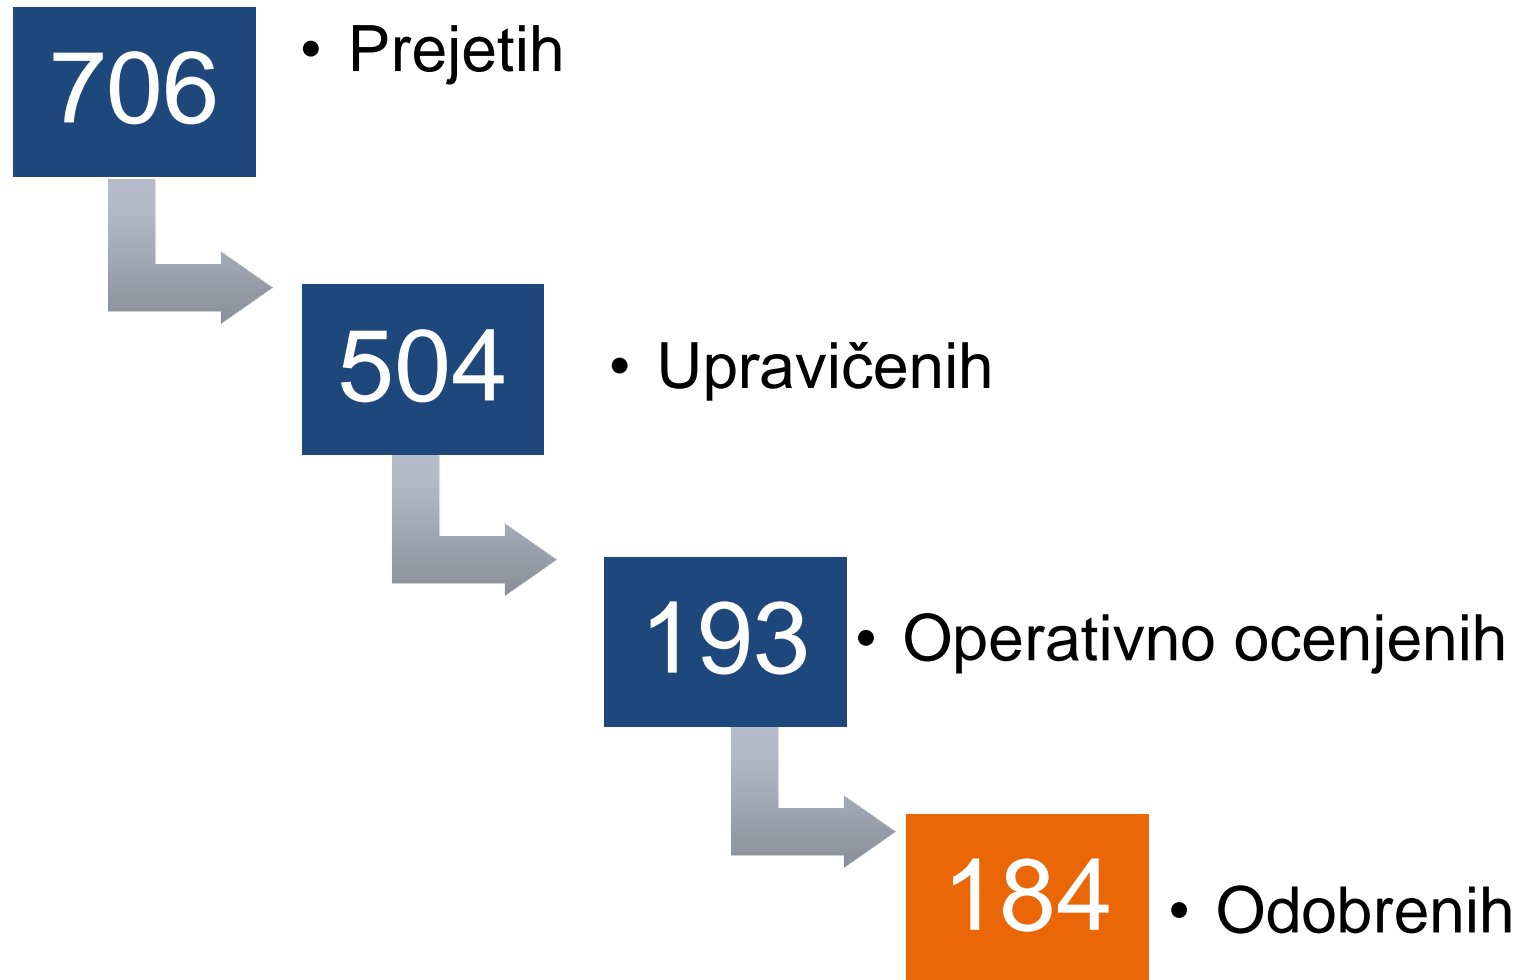 706
• Prejetih
504
• Upravičenih
193
• Operativno ocenjenih
184
• Odobrenih